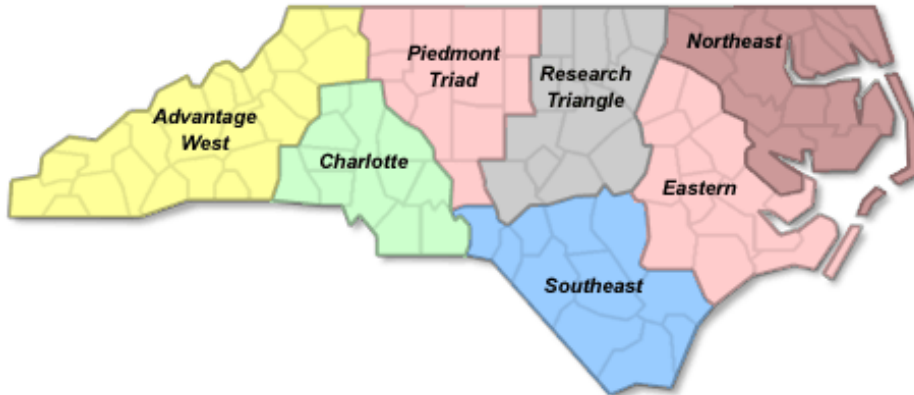 Northeast
Piedmont
Triad
Research
Triangle
Advantage
West
Charlotte
Eastern
Southeast